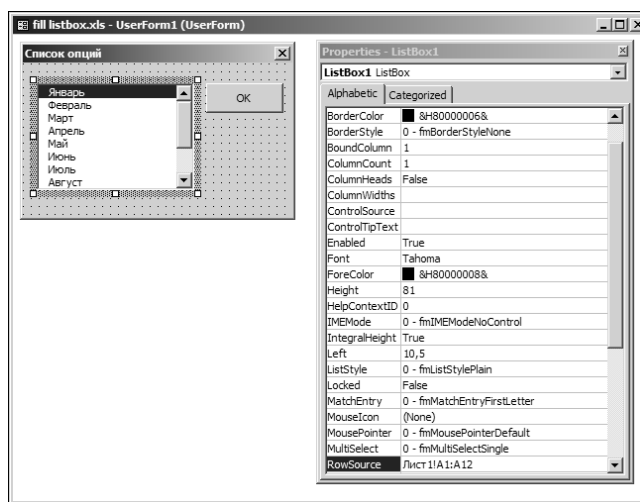 fill listbox.xls - UserForm1 (UserForm)
Список опций
Январь
Февраль
Март
Апрель
Май
Июнь
Июль
Август
OK
Properties - ListBox1
ListBox1 ListBox
Alphabetic Categorized
BorderColor &H80000006&
BorderStyle 0 - fmBorderStyleNone
BoundColumn 1
ColumnCount 1
ColumnHeads False
ColumnWidths
ControlSource
ControlTipText
Enabled True
Font Tahoma
ForeColor &H80000008&
Height 81
HelpContextID 0
IMEMode 0 - fmIMEModeNoControl
IntegralHeight True
Left 10,5
ListStyle 0 - fmListStylePlain
Locked False
MatchEntry 0 - fmMatchEntryFirstLetter
MouseIcon (None)
MousePointer 0 - fmMousePointerDefault
MultiSelect 0 - fmMultiSelectSingle
RowSource Лист1!A1:A12